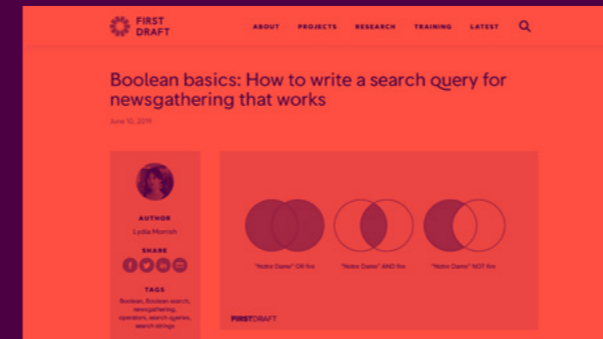 FIRST
DRAFT
ABOUT PROJECTS RESEARCH TRAINING LATEST
Boolean basics: How to write a search query for
newsgathering that works
June 10, 2019
AUTHOR
Lydia Morrish
SHARE
TAGS
Boolean, Boolean search,
newsgathering,
operators, search queries,
search strings
"Notre Dame" OR fire "Notre Dame" AND fire "Notre Dame" NOT fire
FIRSTDRAFT